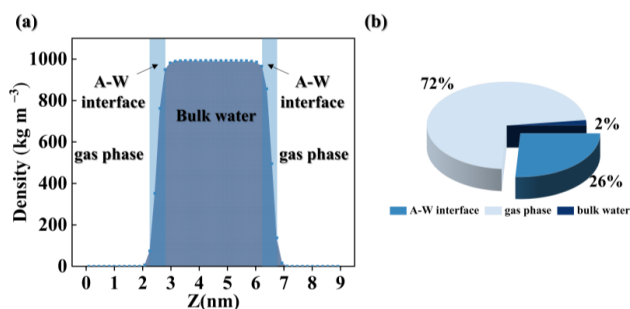 (a)
1000
800
600
400
200
0
Density (kg m⁻³)
A-W
interface
gas phase
Bulk water
A-W
interface
gas phase
0 1 2 3 4 5 6 7 8 9
Z(nm)
(b)
72%
2%
26%
A-W interface gas phase bulk water